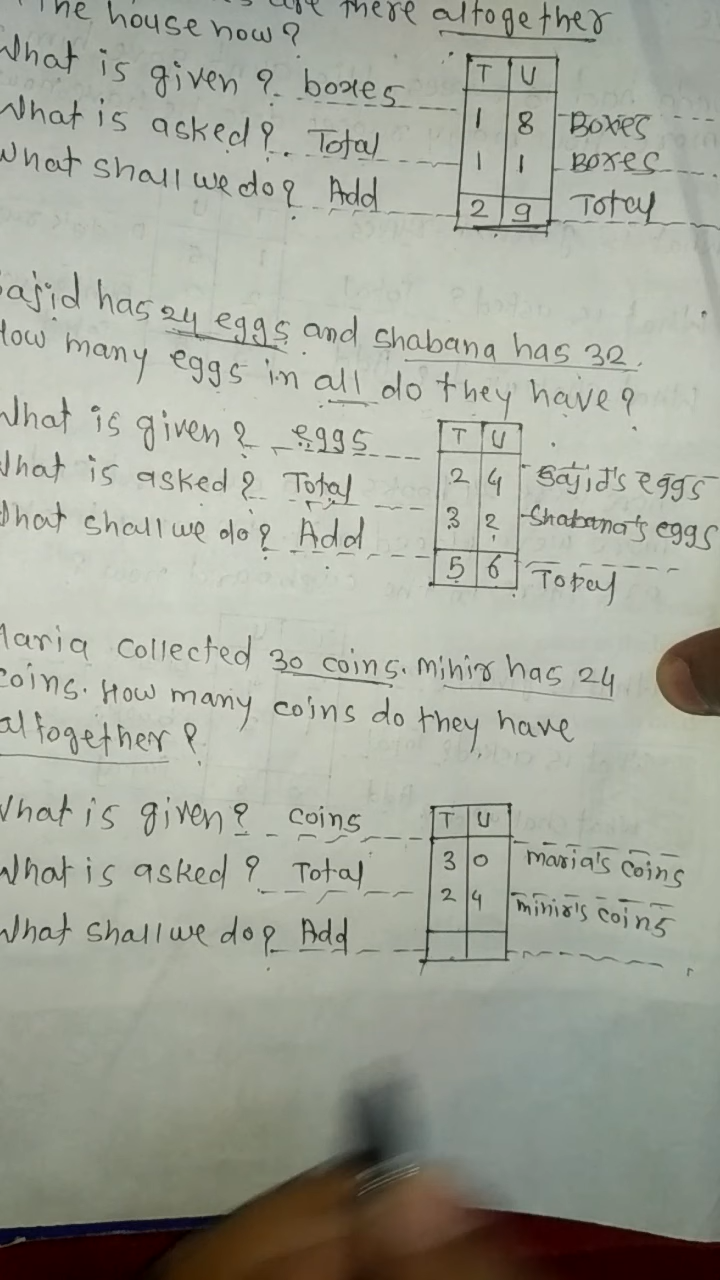 the house now?
there altogether
What is given? boxes
What is asked? Total
What shall we do? Add
T U
1 8 Boxes
1 1 Boxes
2 9 Total
ajid has 24 eggs and Shabana has 32.
How many eggs in all do they have?
What is given? eggs
What is asked? Total
What shall we do? Add
T U
2 4 Sajid's eggs
3 2 Shabana's eggs
5 6 Total
Maria collected 30 coins. Mihir has 24
coins. How many coins do they have
altogether?
What is given? coins
What is asked? Total
What shall we do? Add
T U
3 0 maria's coins
2 4 mihir's coins